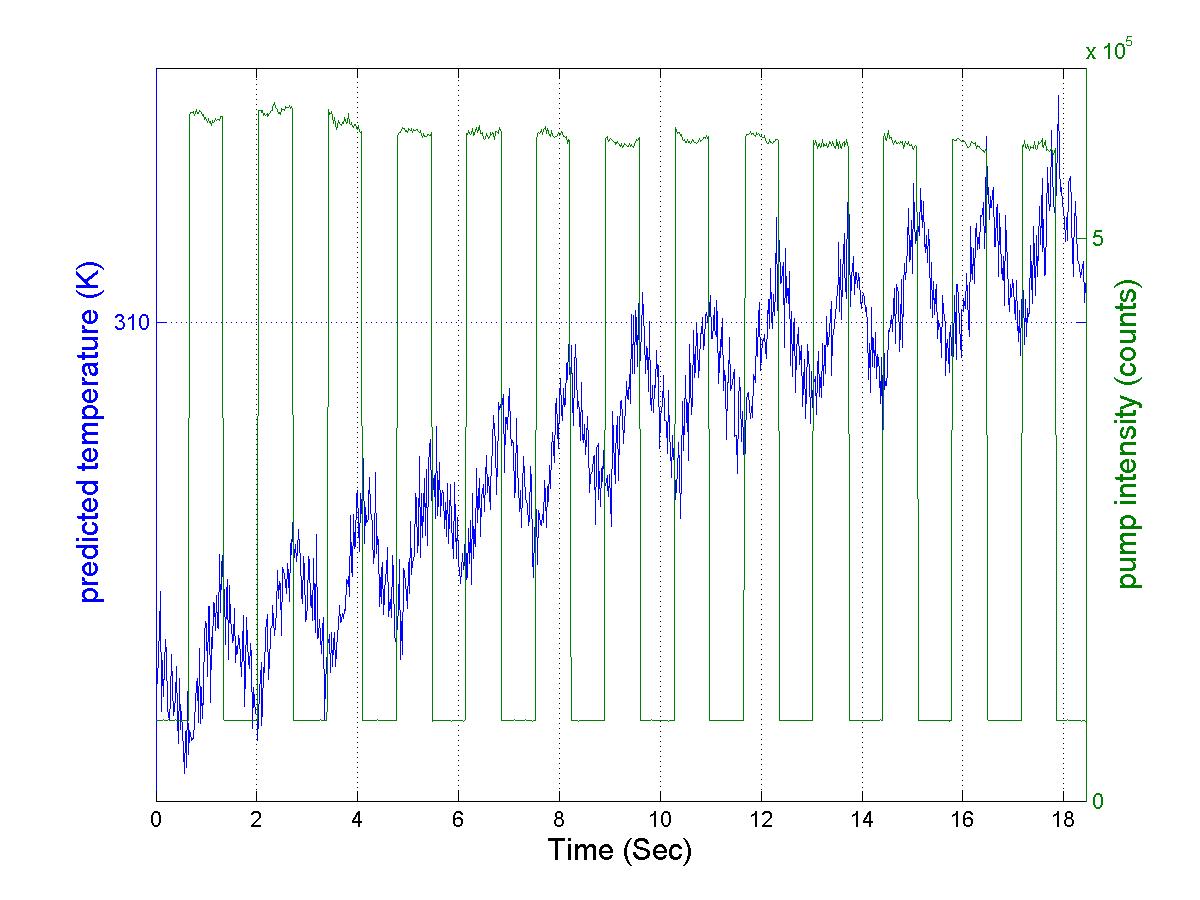 x 10^5
predicted temperature (K)
310
5
0
pump intensity (counts)
0 2 4 6 8 10 12 14 16 18
Time (Sec)